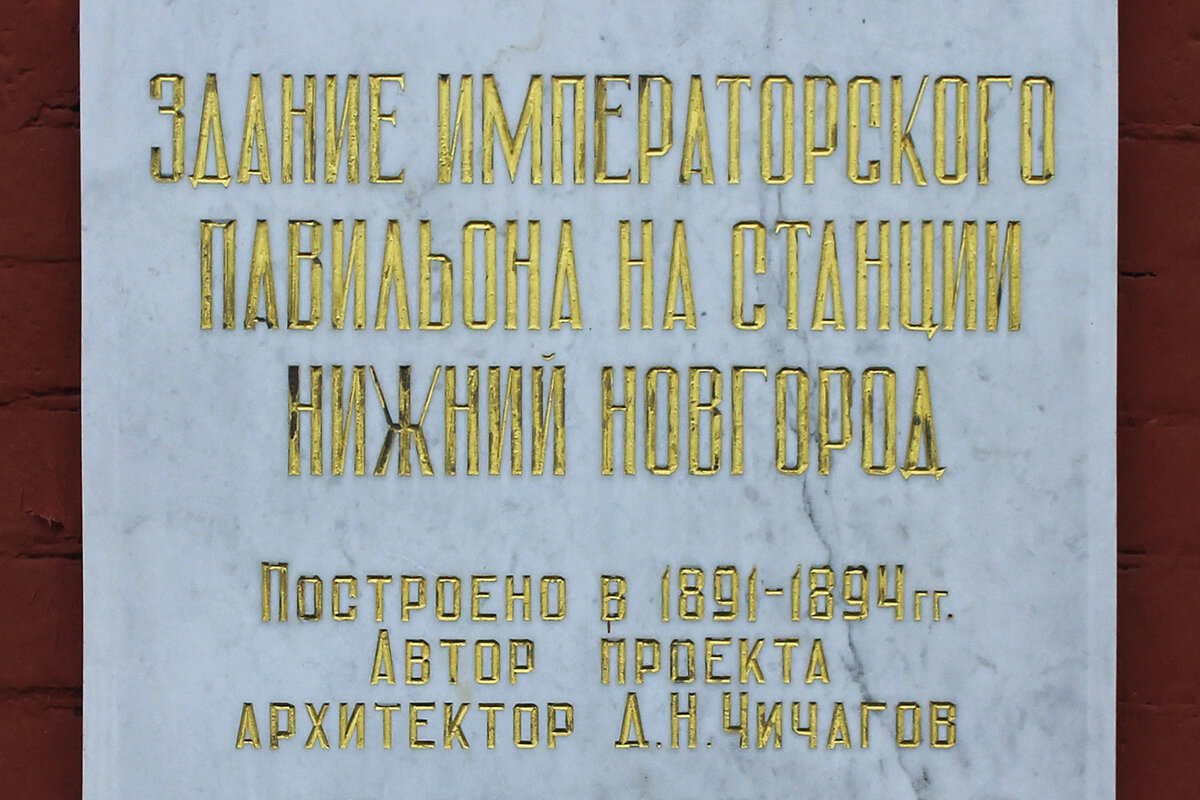 ЗДАНИЕ ИМПЕРАТОРСКОГО
ПАВИЛЬОНА НА СТАНЦИИ
НИЖНИЙ НОВГОРОД
ПОСТРОЕНО В 1891-1894гг.
АВТОР ПРОЕКТА
АРХИТЕКТОР Д.Н.ЧИЧАГОВ